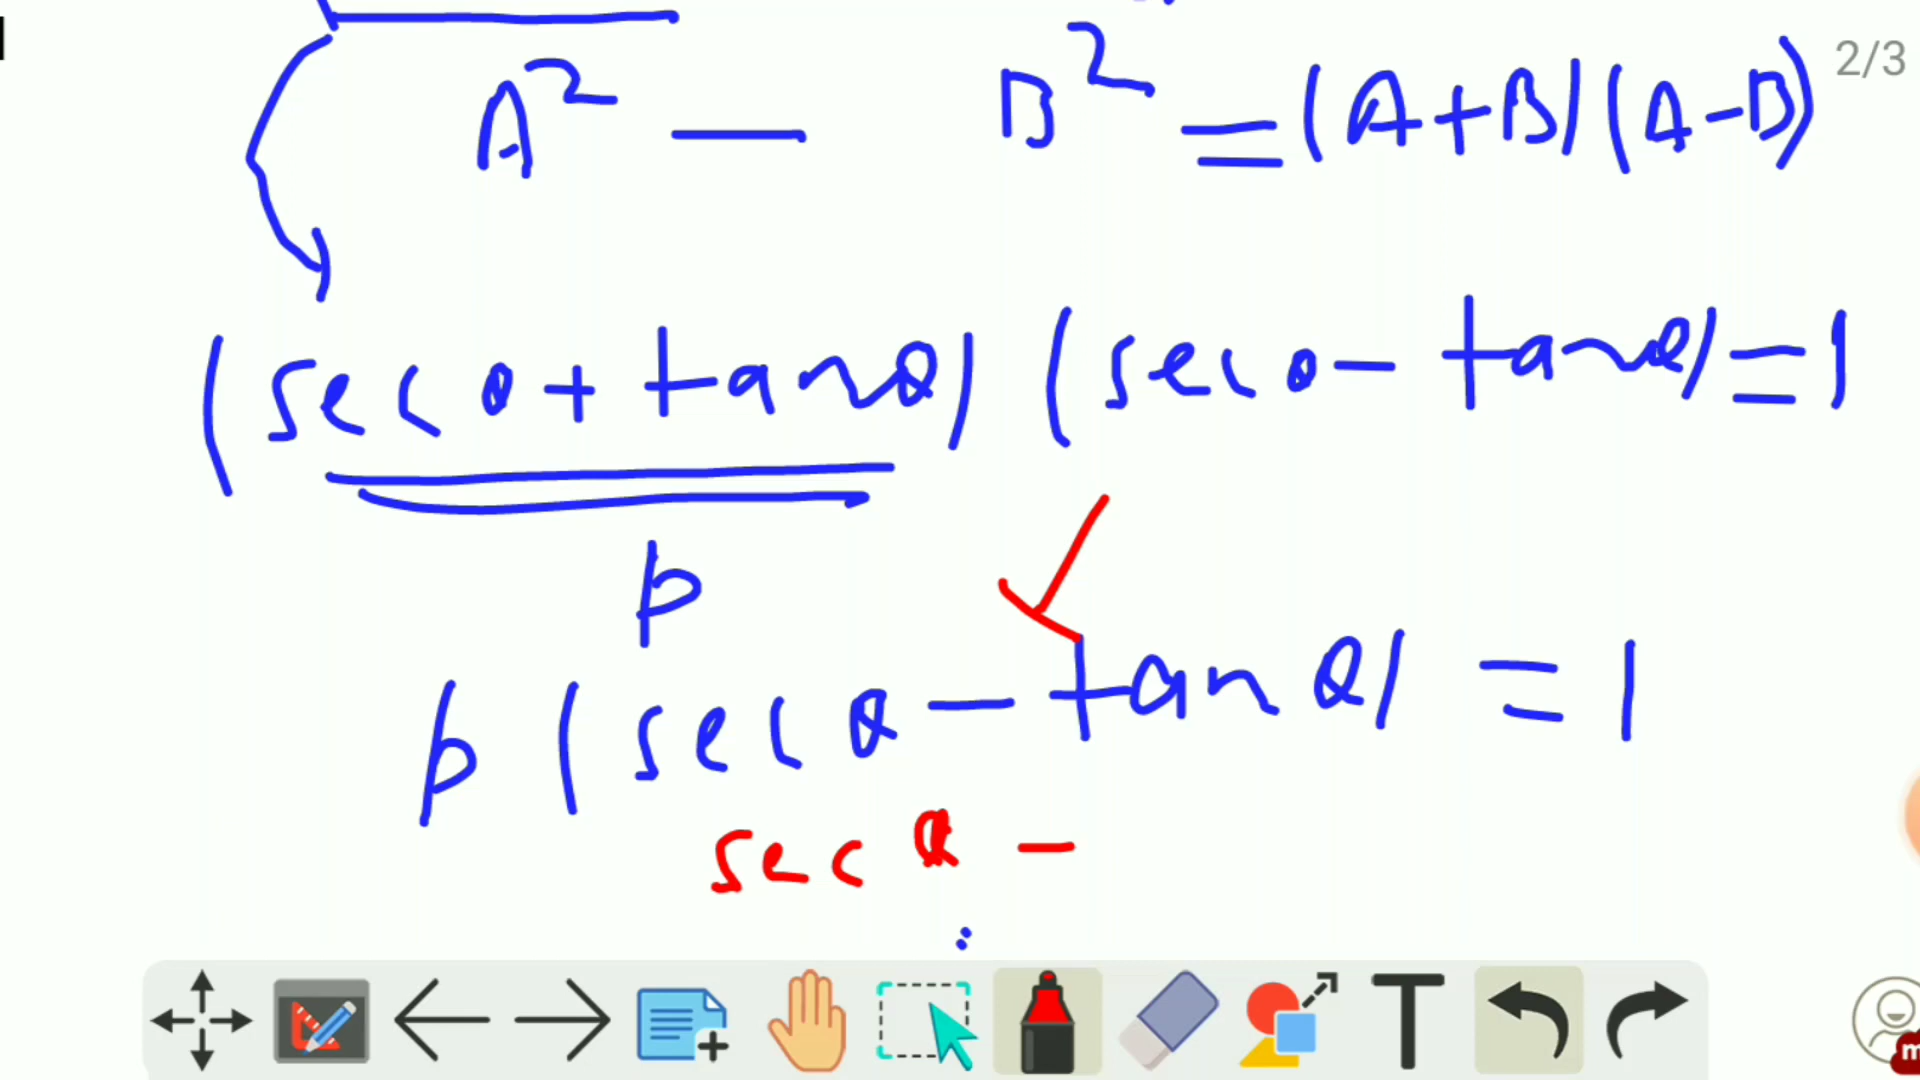 2/3
A² — B² = (A+B)(A-B)
(secθ + tanθ) (secθ - tanθ) = 1
p
p (secθ - tanθ) = 1
secθ -
T
m